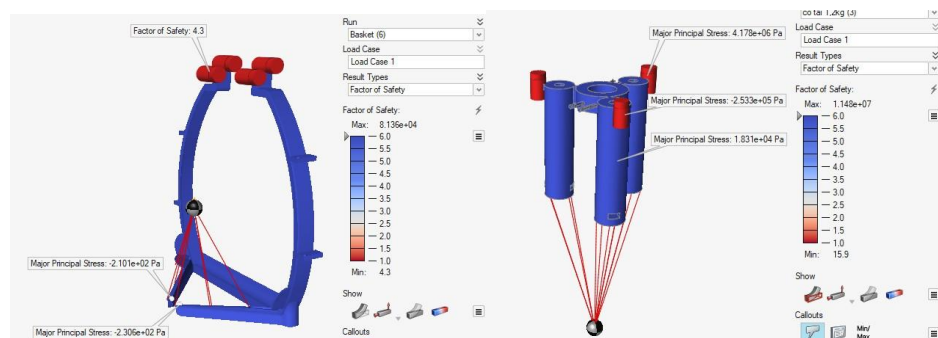 Factor of Safety: 4.3
Major Principal Stress: -2.101e+02 Pa
Major Principal Stress: -2.306e+02 Pa
Run
Basket (6)
Load Case
Load Case 1
Result Types
Factor of Safety
Factor of Safety:
Max: 8.136e+04
6.0
5.5
5.0
4.5
4.0
3.5
3.0
2.5
2.0
1.5
1.0
Min: 4.3
Show
Callouts
Major Principal Stress: 4.178e+06 Pa
Major Principal Stress: -2.533e+05 Pa
Major Principal Stress: 1.831e+04 Pa
co tai 1,2kg (3)
Load Case
Load Case 1
Result Types
Factor of Safety
Factor of Safety:
Max: 1.148e+07
6.0
5.5
5.0
4.5
4.0
3.5
3.0
2.5
2.0
1.5
1.0
Min: 15.9
Show
Callouts
Min/
Max